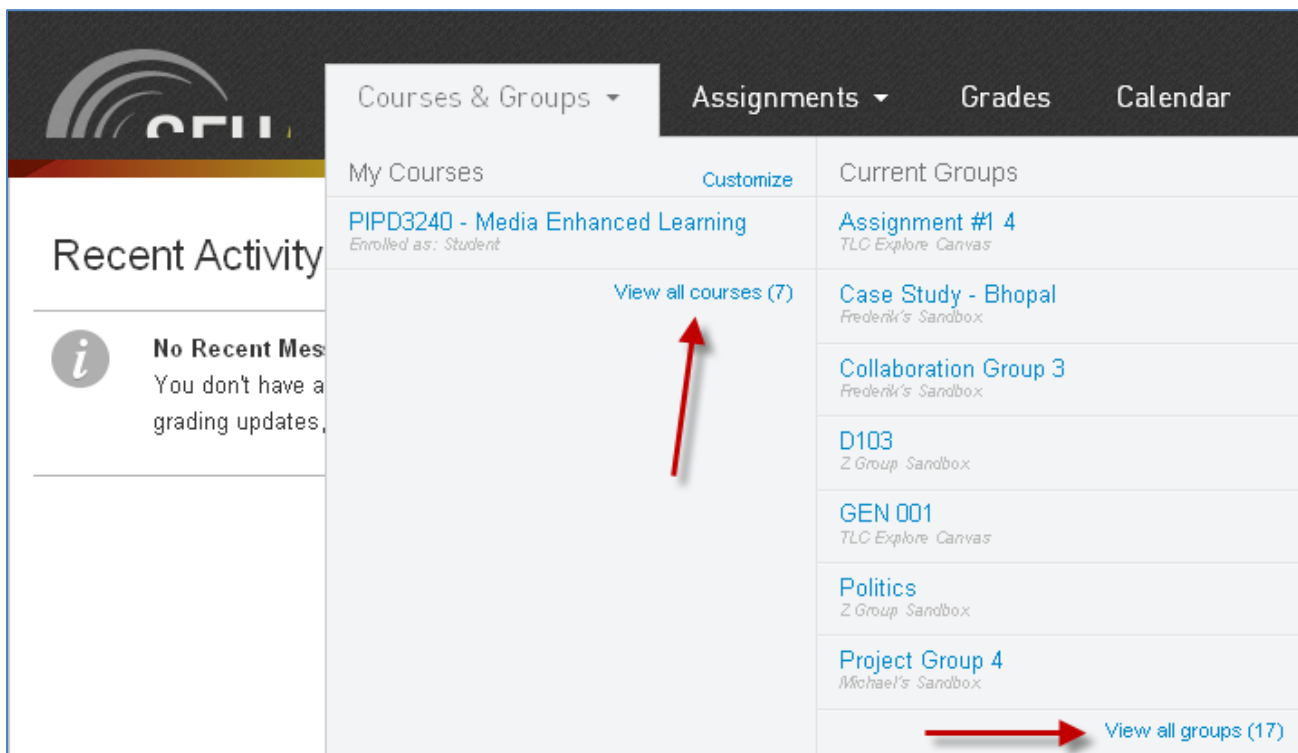 Courses & Groups
Assignments
Grades
Calendar
My Courses
Customize
PIPD3240 - Media Enhanced Learning
Enrolled as: Student
View all courses (7)
Current Groups
Assignment #1 4
TLC Explore Canvas
Case Study - Bhopal
Frederik's Sandbox
Collaboration Group 3
Frederik's Sandbox
D103
Z Group Sandbox
GEN 001
TLC Explore Canvas
Politics
Z Group Sandbox
Project Group 4
Michael's Sandbox
View all groups (17)
Recent Activity
i
No Recent Mes
You don't have a
grading updates,